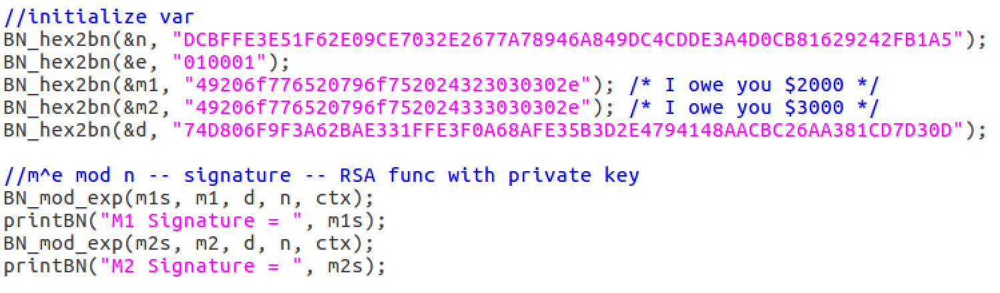 //initialize var
BN_hex2bn(&n, "DCBFFE3E51F62E09CE7032E2677A78946A849DC4CDDE3A4D0CB81629242FB1A5");
BN_hex2bn(&e, "010001");
BN_hex2bn(&m1, "49206f776520796f752024323030302e"); /* I owe you $2000 */
BN_hex2bn(&m2, "49206f776520796f752024333030302e"); /* I owe you $3000 */
BN_hex2bn(&d, "74D806F9F3A62BAE331FFE3F0A68AFE35B3D2E4794148AACBC26AA381CD7D30D");
//m^e mod n -- signature -- RSA func with private key
BN_mod_exp(m1s, m1, d, n, ctx);
printBN("M1 Signature = ", m1s);
BN_mod_exp(m2s, m2, d, n, ctx);
printBN("M2 Signature = ", m2s);